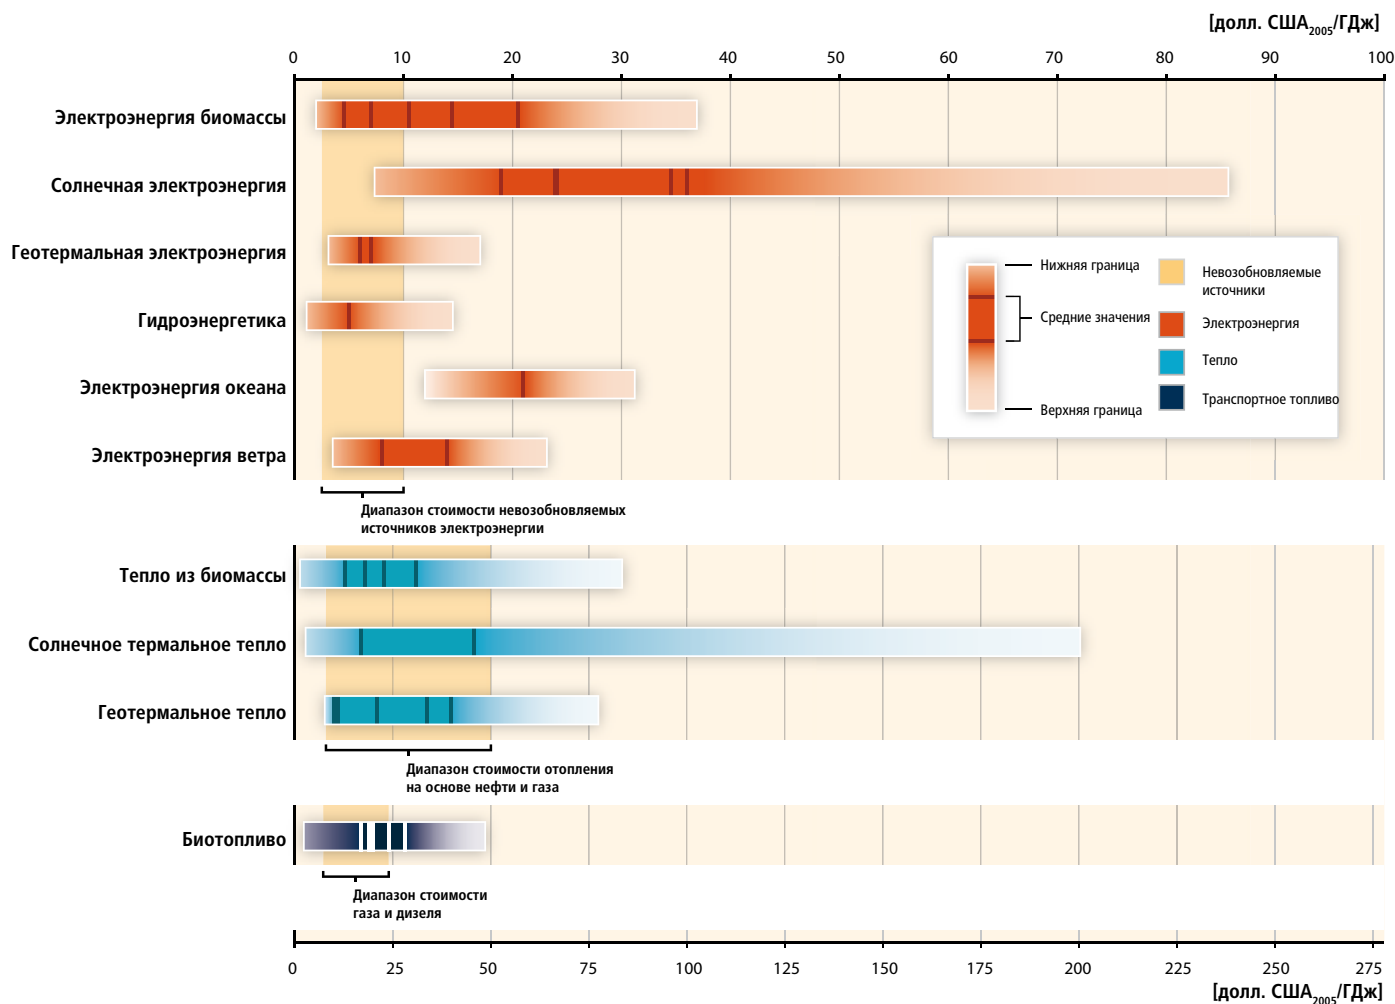 [долл. США2005/ГДж]
0 10 20 30 40 50 60 70 80 90 100
Электроэнергия биомассы
Солнечная электроэнергия
Геотермальная электроэнергия
Гидроэнергетика
Электроэнергия океана
Электроэнергия ветра
Нижняя граница
Средние значения
Верхняя граница
Невозобновляемые
источники
Электроэнергия
Тепло
Транспортное топливо
Диапазон стоимости невозобновляемых
источников электроэнергии
Тепло из биомассы
Солнечное термальное тепло
Геотермальное тепло
Диапазон стоимости отопления
на основе нефти и газа
Биотопливо
Диапазон стоимости
газа и дизеля
0 25 50 75 100 125 150 175 200 225 250 275
[долл. США2005/ГДж]